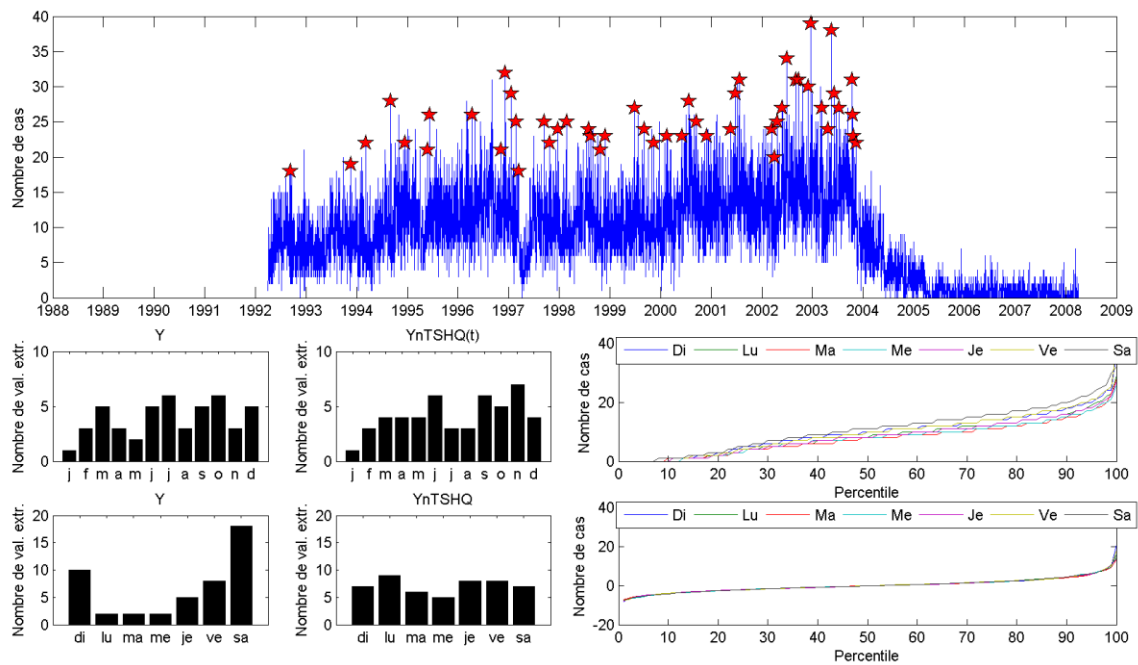 40
35
30
25
20
15
10
5
0
Nombre de cas
1988 1989 1990 1991 1992 1993 1994 1995 1996 1997 1998 1999 2000 2001 2002 2003 2004 2005 2006 2007 2008 2009
Y
10
5
0
Nombre de val. extr.
j f m a m j j a s o n d
YnTSHQ(t)
10
5
0
Nombre de val. extr.
j f m a m j j a s o n d
Di Lu Ma Me Je Ve Sa
40
20
0
Nombre de cas
0 10 20 30 40 50 60 70 80 90 100
Percentile
Y
20
15
10
5
0
Nombre de val. extr.
di lu ma me je ve sa
YnTSHQ
20
15
10
5
0
Nombre de val. extr.
di lu ma me je ve sa
Di Lu Ma Me Je Ve Sa
40
20
0
-20
Nombre de cas
0 10 20 30 40 50 60 70 80 90 100
Percentile